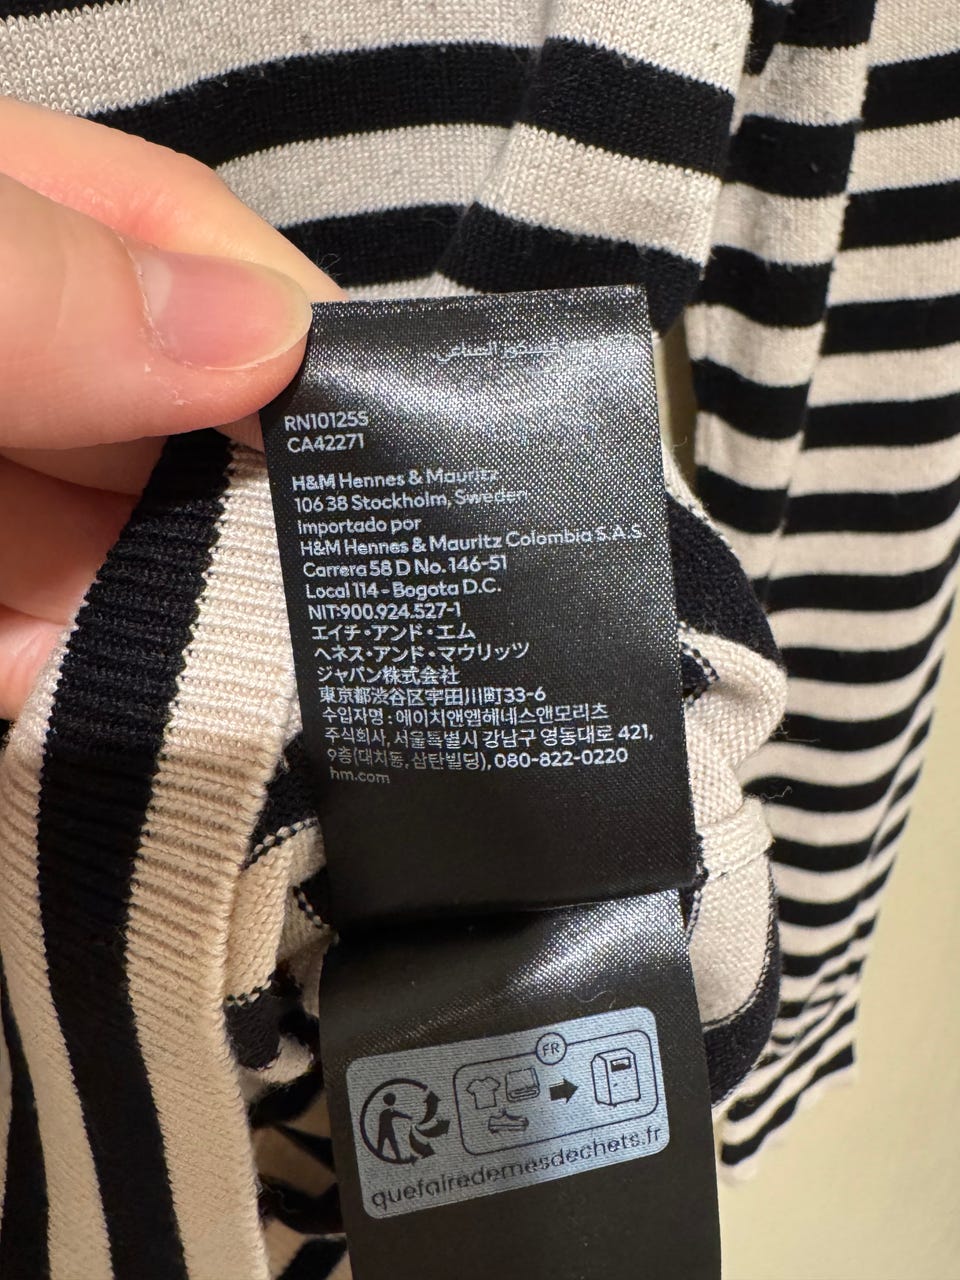 RN101255
CA42271
H&M Hennes & Mauritz
106 38 Stockholm, Sweden
Importado por
H&M Hennes & Mauritz Colombia S.A.S.
Carrera 58 D No. 146-51
Local 114 - Bogota D.C.
NIT:900.924.527-1
エイチ・アンド・エム
ヘネス・アンド・マウリッツ
ジャパン株式会社
東京都渋谷区宇田川町33-6
수입자명 : 에이치앤엠헤네스앤모리츠
주식회사, 서울특별시 강남구 영동대로 421,
9층(대치동, 삼탄빌딩), 080-822-0220
hm.com
FR
quefairedemesdechets.fr